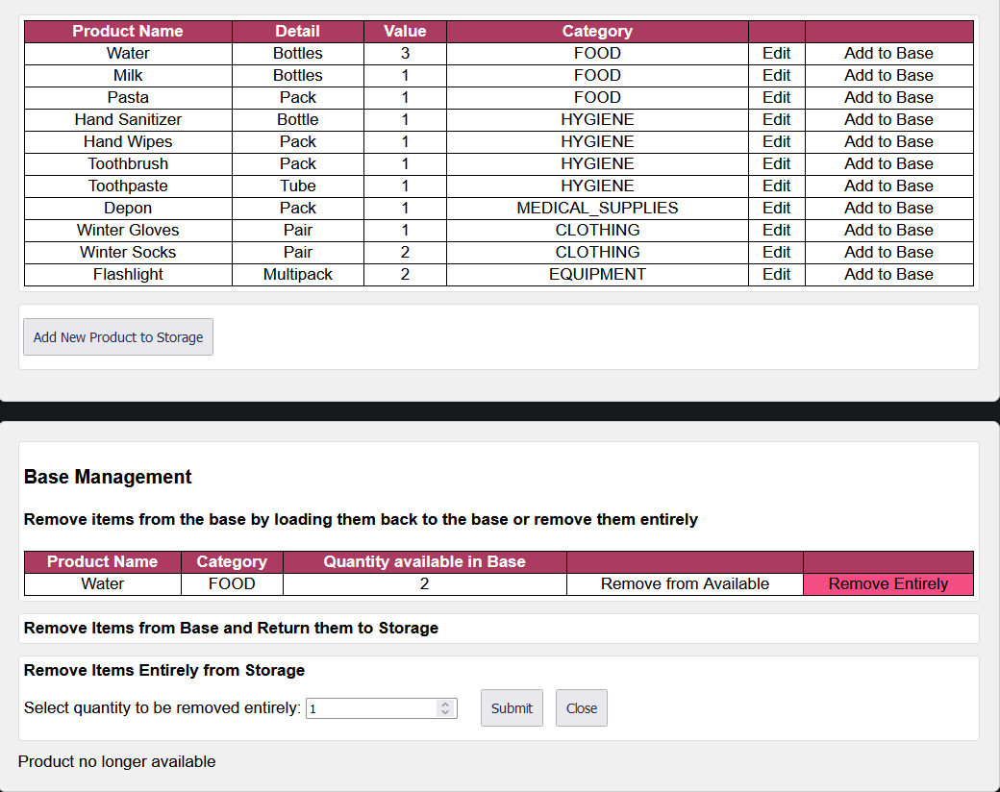 Product Name Detail Value Category
Water Bottles 3 FOOD Edit Add to Base
Milk Bottles 1 FOOD Edit Add to Base
Pasta Pack 1 FOOD Edit Add to Base
Hand Sanitizer Bottle 1 HYGIENE Edit Add to Base
Hand Wipes Pack 1 HYGIENE Edit Add to Base
Toothbrush Pack 1 HYGIENE Edit Add to Base
Toothpaste Tube 1 HYGIENE Edit Add to Base
Depon Pack 1 MEDICAL_SUPPLIES Edit Add to Base
Winter Gloves Pair 1 CLOTHING Edit Add to Base
Winter Socks Pair 2 CLOTHING Edit Add to Base
Flashlight Multipack 2 EQUIPMENT Edit Add to Base
Add New Product to Storage
Base Management
Remove items from the base by loading them back to the base or remove them entirely
Product Name Category Quantity available in Base
Water FOOD 2 Remove from Available Remove Entirely
Remove Items from Base and Return them to Storage
Remove Items Entirely from Storage
Select quantity to be removed entirely: 1 Submit Close
Product no longer available